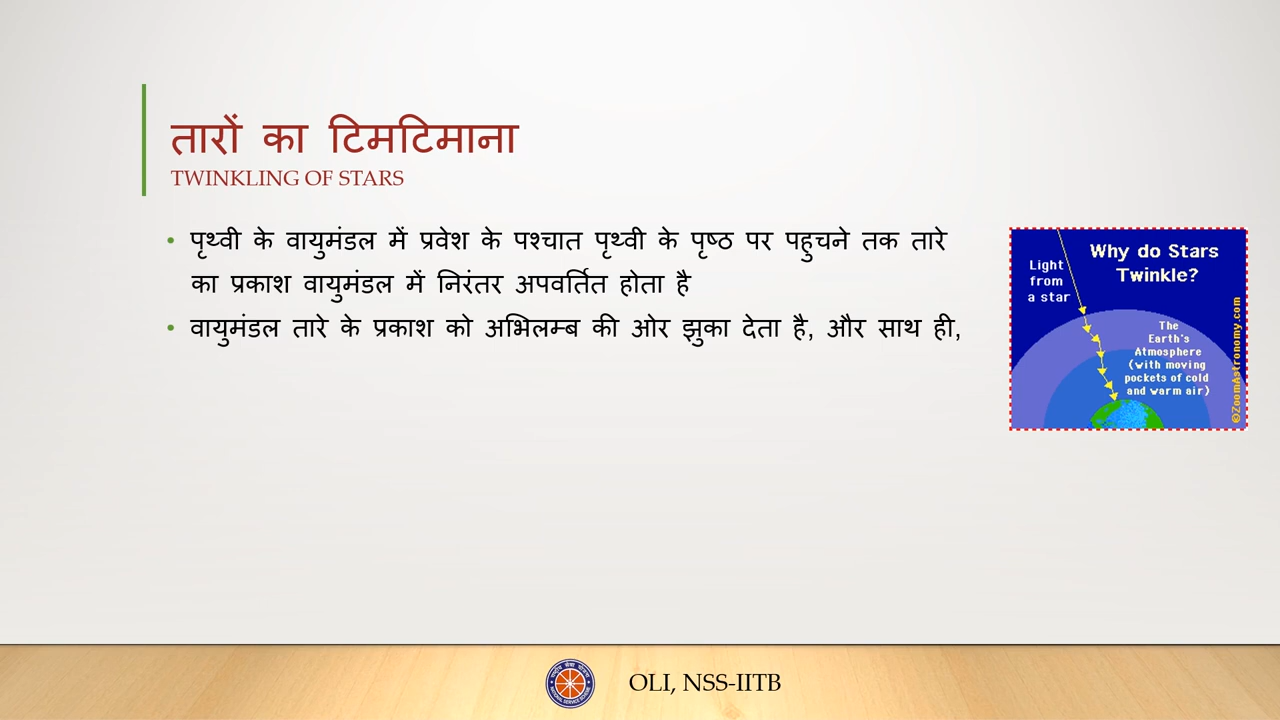 तारों का टिमटिमाना
TWINKLING OF STARS
• पृथ्वी के वायुमंडल में प्रवेश के पश्चात पृथ्वी के पृष्ठ पर पहुचने तक तारे
का प्रकाश वायुमंडल में निरंतर अपवर्तित होता है
• वायुमंडल तारे के प्रकाश को अभिलम्ब की ओर झुका देता है, और साथ ही,
Why do Stars
Twinkle?
Light
from
a star
The
Earth's
Atmosphere
(with moving
pockets of cold
and warm air)
©ZoomAstronomy.com
OLI, NSS-IITB